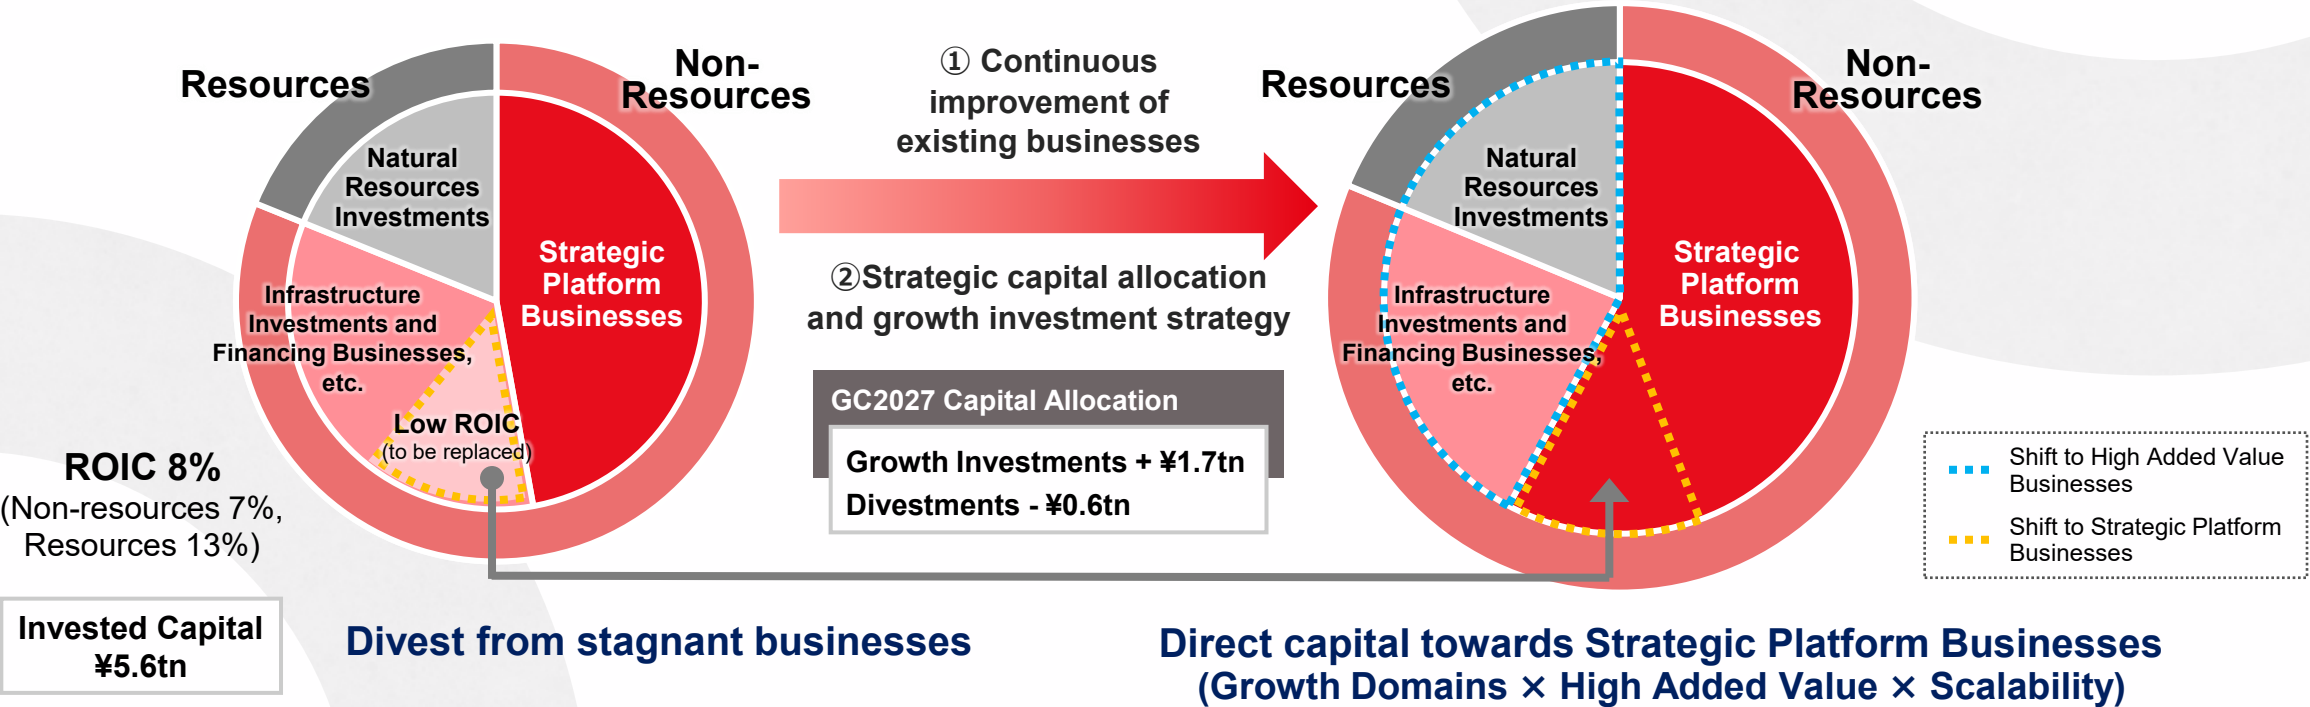 Resources
Non-
Resources
Natural
Resources
Investments
Strategic
Platform
Businesses
Infrastructure
Investments and
Financing Businesses,
etc.
Low ROIC
(to be replaced)
ROIC 8%
(Non-resources 7%,
Resources 13%)
Invested Capital
¥5.6tn
Divest from stagnant businesses
① Continuous
improvement of
existing businesses
②Strategic capital allocation
and growth investment strategy
GC2027 Capital Allocation
Growth Investments + ¥1.7tn
Divestments - ¥0.6tn
Resources
Non-
Resources
Natural
Resources
Investments
Strategic
Platform
Businesses
Infrastructure
Investments and
Financing Businesses,
etc.
Shift to High Added Value
Businesses
Shift to Strategic Platform
Businesses
Direct capital towards Strategic Platform Businesses
(Growth Domains × High Added Value × Scalability)